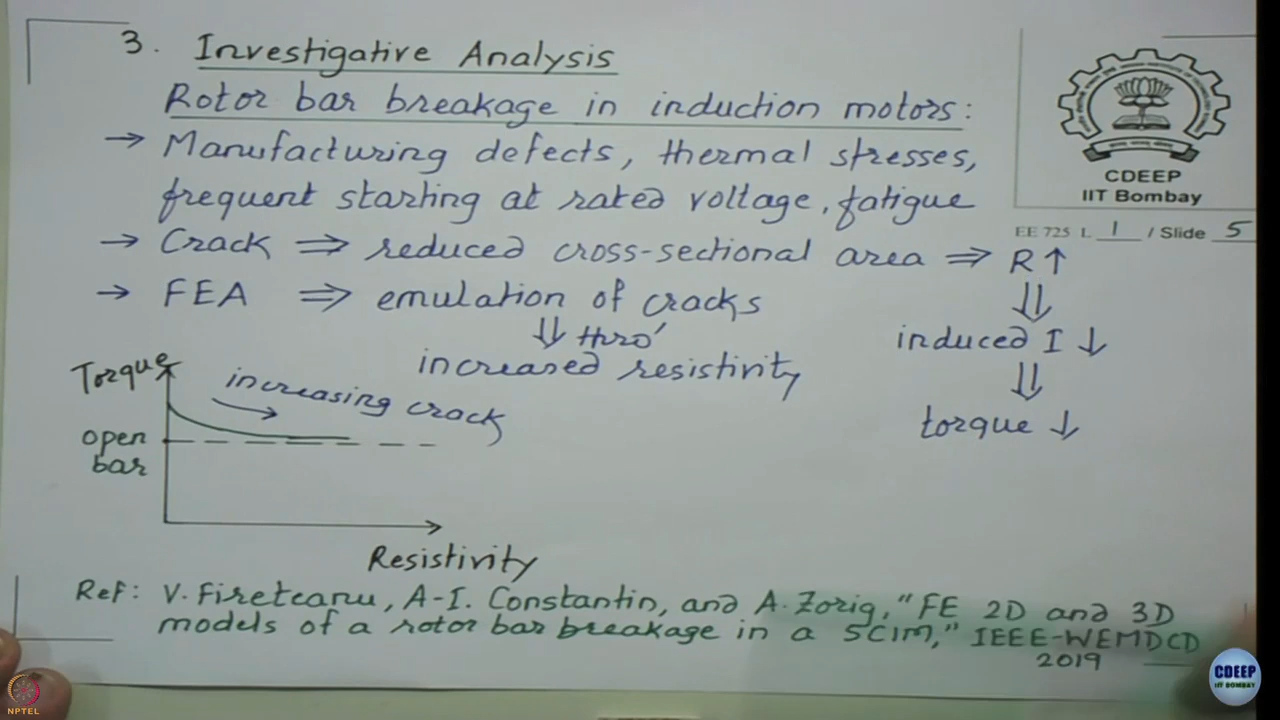 3. Investigative Analysis
Rotor bar breakage in induction motors:
→ Manufacturing defects, thermal stresses,
frequent starting at rated voltage, fatigue
→ Crack ⇒ reduced cross-sectional area ⇒ R↑
→ FEA ⇒ emulation of cracks
⇓ thro'
increased resistivity
⇓
induced I ↓
⇓
torque ↓
Torque
increasing crack
open
bar
Resistivity
Ref: V. Fireteanu, A-I. Constantin, and A. Zorig, "FE 2D and 3D
models of a rotor bar breakage in a SCIM," IEEE-WEMDCD
2019
CDEEP
IIT Bombay
EE 725 L 1 / Slide 5
NPTEL
CDEEP
IIT BOMBAY